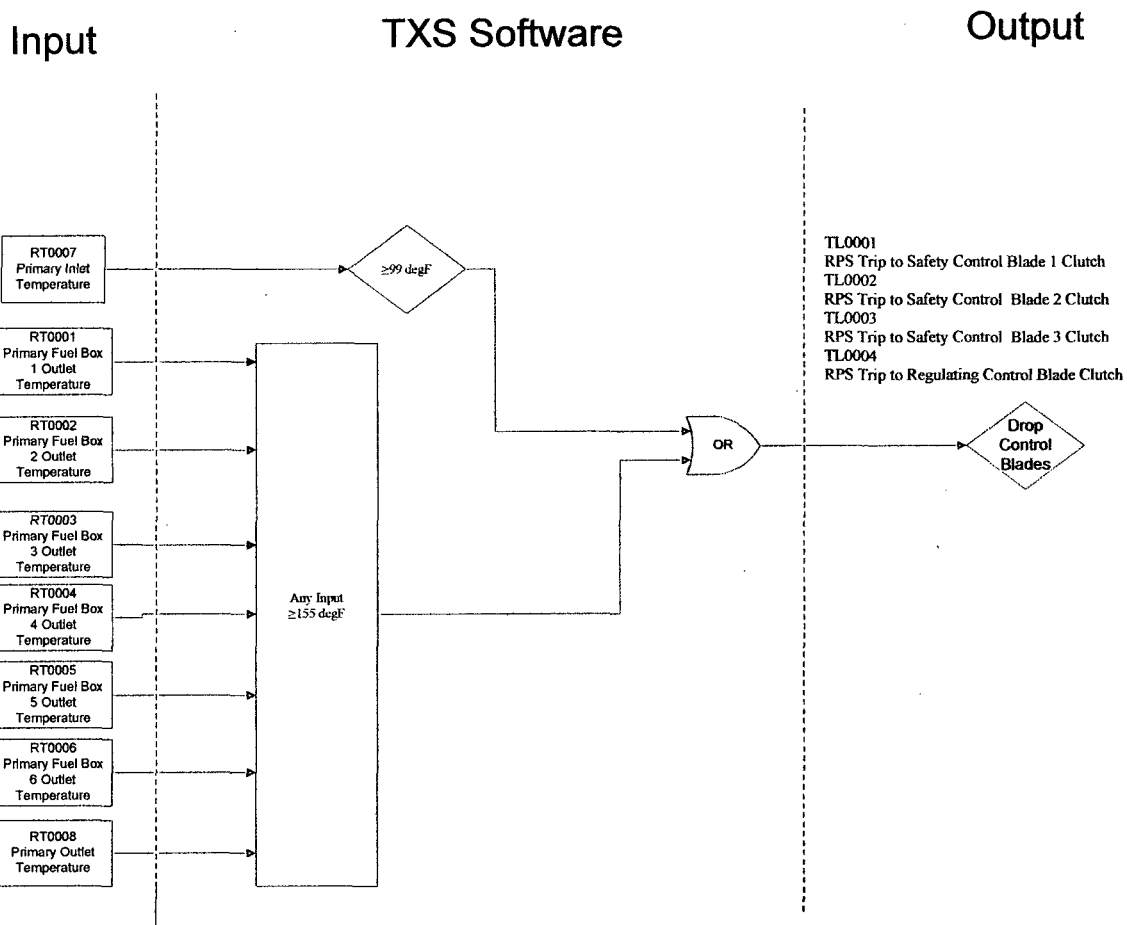 Input
TXS Software
Output
RT0007
Primary Inlet
Temperature
≥99 degF
TL0001
RPS Trip to Safety Control Blade 1 Clutch
TL0002
RPS Trip to Safety Control Blade 2 Clutch
TL0003
RPS Trip to Safety Control Blade 3 Clutch
TL0004
RPS Trip to Regulating Control Blade Clutch
RT0001
Primary Fuel Box
1 Outlet
Temperature
RT0002
Primary Fuel Box
2 Outlet
Temperature
OR
Drop
Control
Blades
RT0003
Primary Fuel Box
3 Outlet
Temperature
RT0004
Primary Fuel Box
4 Outlet
Temperature
Any Input
≥155 degF
RT0005
Primary Fuel Box
5 Outlet
Temperature
RT0006
Primary Fuel Box
6 Outlet
Temperature
RT0008
Primary Outlet
Temperature